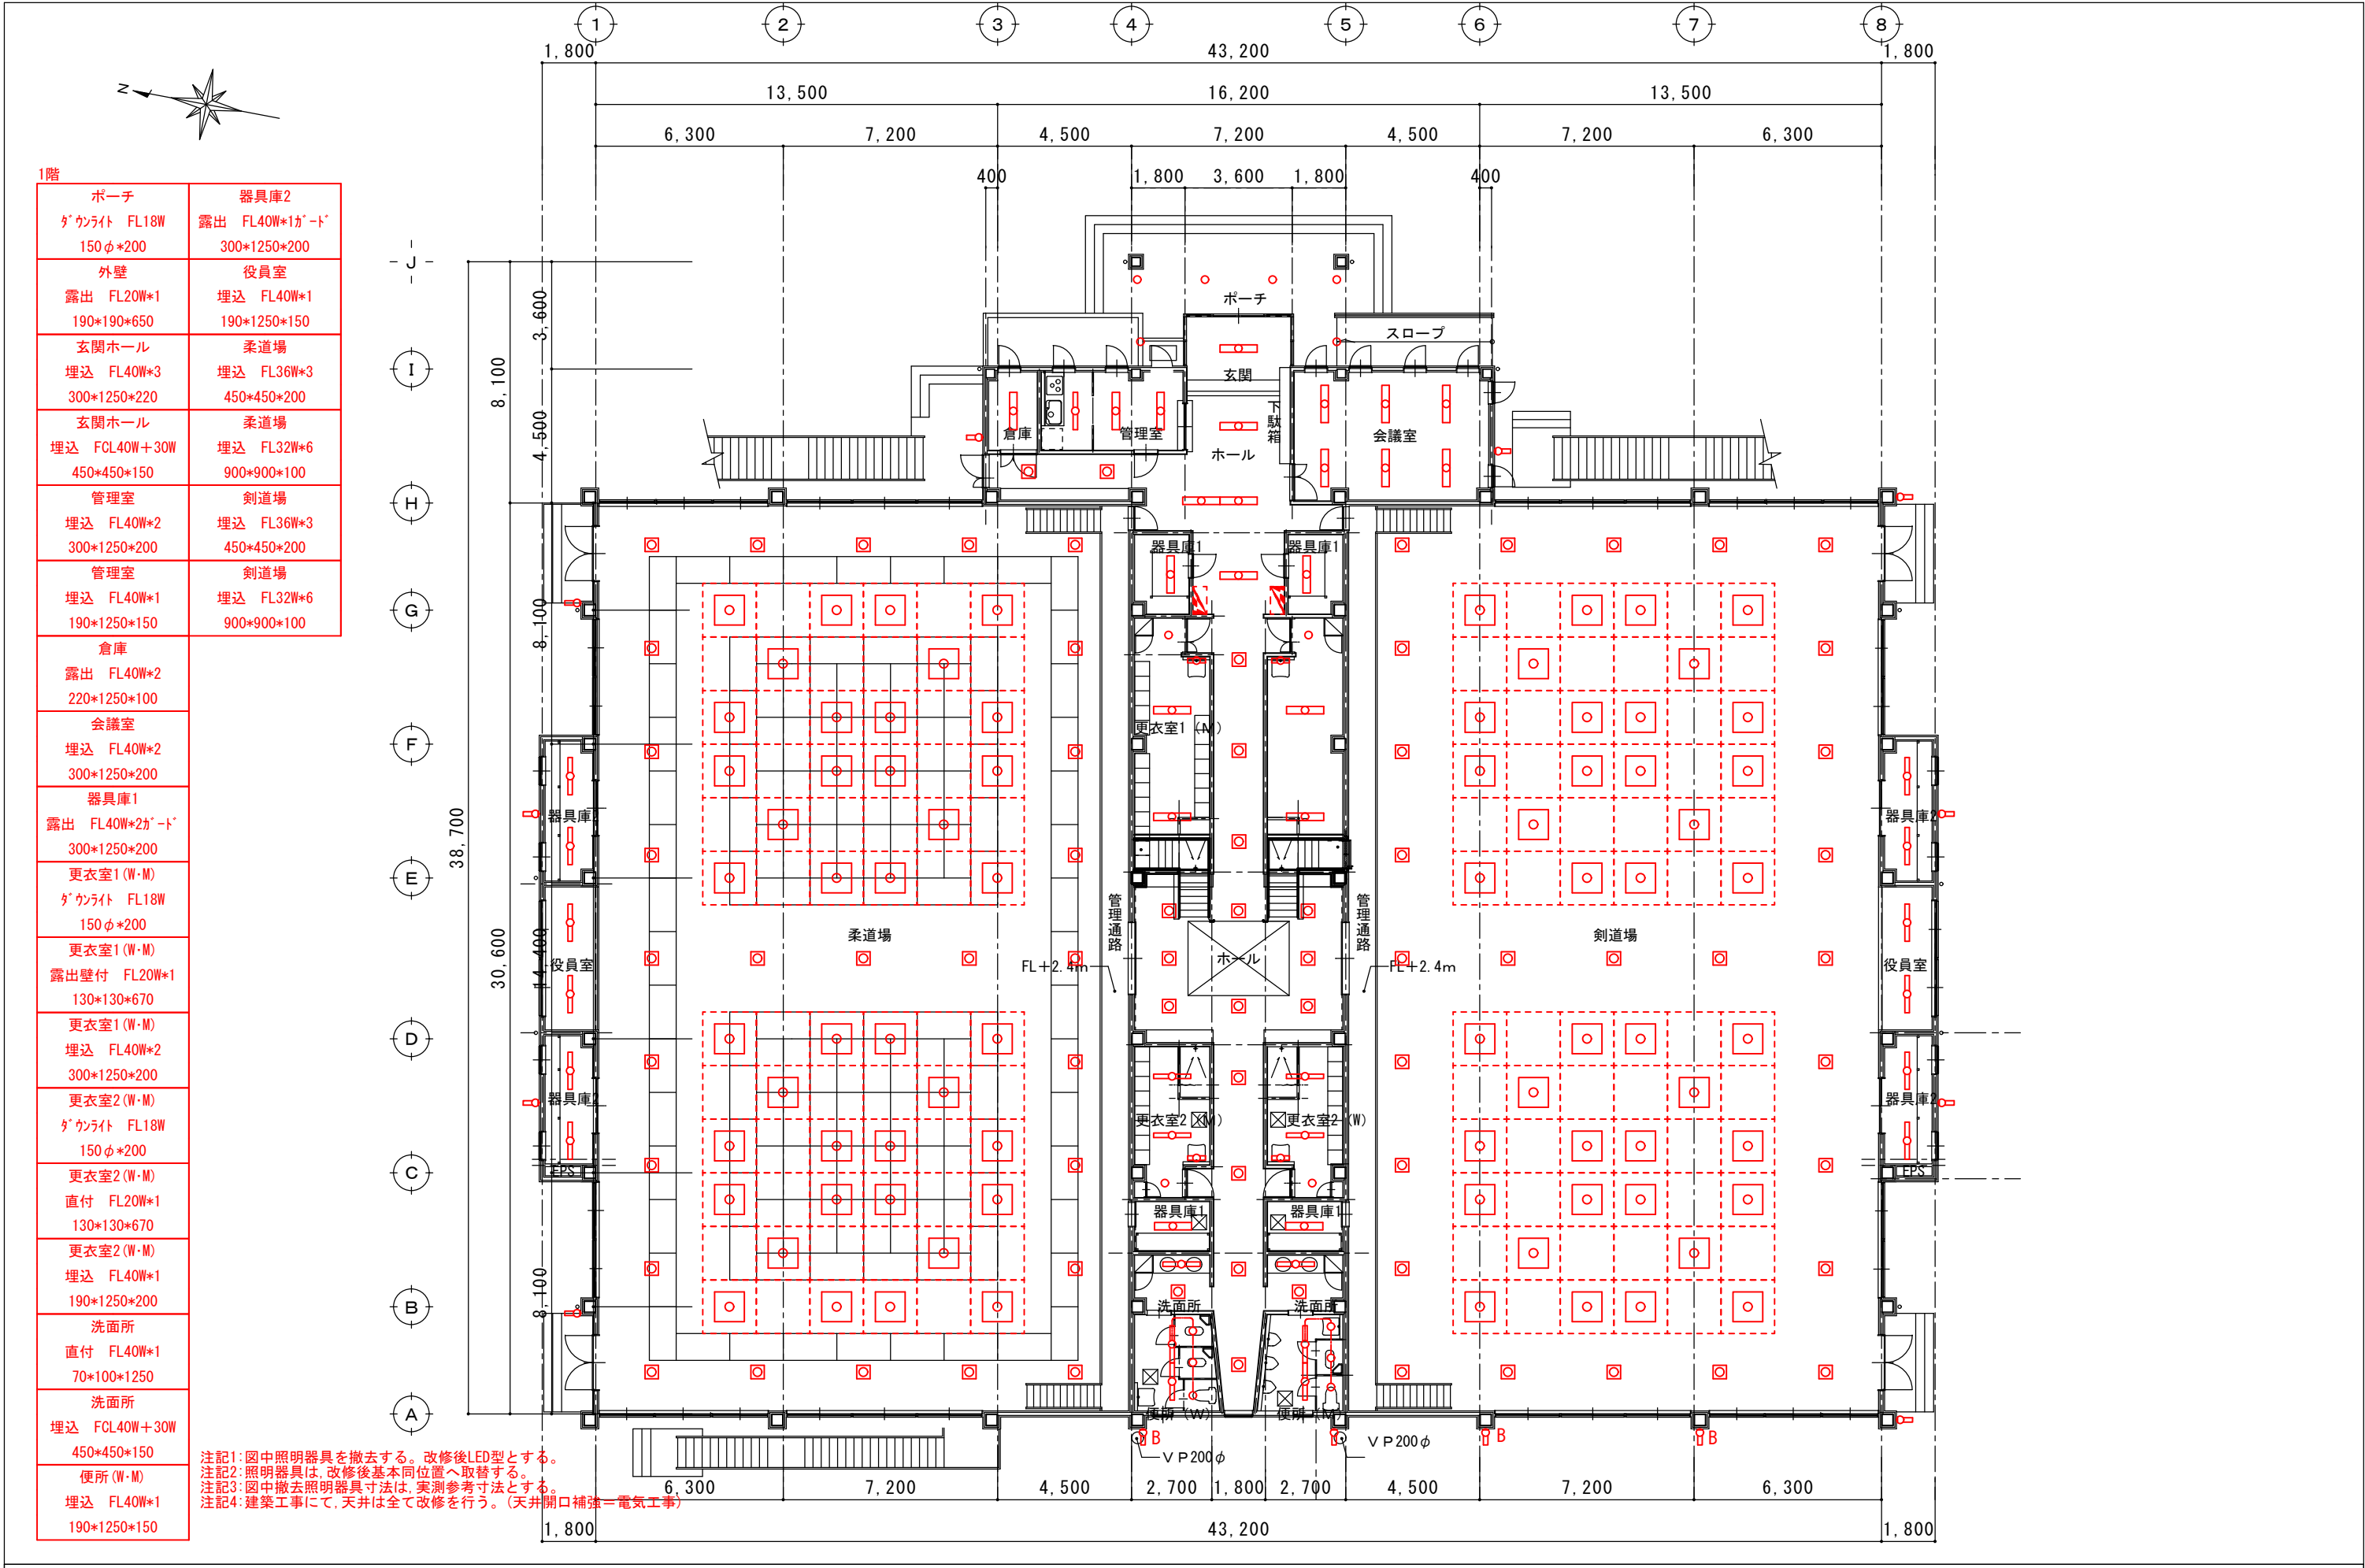 1 2 3 4 5 6 7 8
1,800 43,200 1,800
13,500 16,200 13,500
6,300 7,200 4,500 7,200 4,500 7,200 6,300
400 1,800 3,600 1,800 400
N
1階
ポーチ
ダウンライト FL18W
150φ*200
外壁
露出 FL20W*1
190*190*650
玄関ホール
埋込 FL40W*3
300*1250*220
玄関ホール
埋込 FCL40W+30W
450*450*150
管理室
埋込 FL40W*2
300*1250*200
管理室
埋込 FL40W*1
190*1250*150
倉庫
露出 FL40W*2
220*1250*100
会議室
埋込 FL40W*2
300*1250*200
器具庫1
露出 FL40W*2ガード
300*1250*200
更衣室1(W・M)
ダウンライト FL18W
150φ*200
更衣室1(W・M)
露出壁付 FL20W*1
130*130*670
更衣室1(W・M)
埋込 FL40W*2
300*1250*200
更衣室2(W・M)
ダウンライト FL18W
150φ*200
更衣室2(W・M)
直付 FL20W*1
130*130*670
更衣室2(W・M)
埋込 FL40W*1
190*1250*200
洗面所
直付 FL40W*1
70*100*1250
洗面所
埋込 FCL40W+30W
450*450*150
便所(W・M)
埋込 FL40W*1
190*1250*150
器具庫2
露出 FL40W*1ガード
300*1250*200
役員室
埋込 FL40W*1
190*1250*150
柔道場
埋込 FL36W*3
450*450*200
柔道場
埋込 FL32W*6
900*900*100
剣道場
埋込 FL36W*3
450*450*200
剣道場
埋込 FL32W*6
900*900*100
J
I
H
G
F
E
D
C
B
A
3,600
8,100
4,500
8,100
38,700
30,600
14,400
8,100
ポーチ
スロープ
玄関
下駄箱
倉庫
管理室
ホール
会議室
器具庫1
器具庫1
更衣室1(M)
器具庫
器具庫2
管理通路
管理通路
柔道場
剣道場
役員室
FL+2.4m
ホール
FL+2.4m
役員室
器具庫2
更衣室2(M)
更衣室2(W)
器具庫2
EPS
EPS
器具庫1
器具庫1
洗面所
洗面所
便所(W)
便所(M)
B
B
B
VP200φ
VP200φ
注記1:図中照明器具を撤去する。改修後LED型とする。
注記2:照明器具は,改修後基本同位置へ取替する。
注記3:図中撤去照明器具寸法は,実測参考寸法とする。
注記4:建築工事にて,天井は全て改修を行う。(天井開口補強=電気工事)
6,300 7,200 4,500 2,700 1,800 2,700 4,500 7,200 6,300
1,800 43,200 1,800